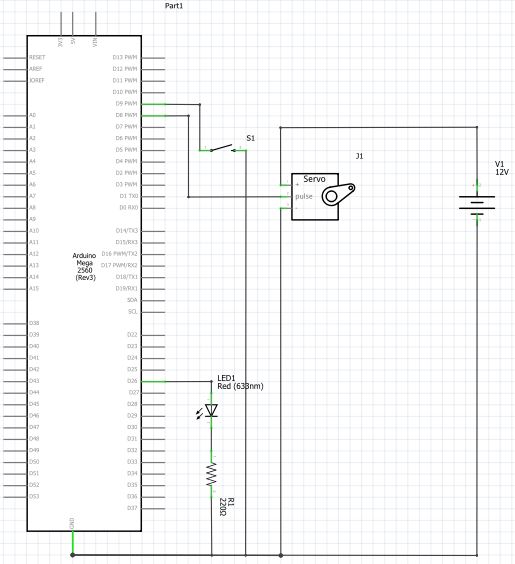 Part1
3V3
5V
VIN
RESET
AREF
IOREF
A0
A1
A2
A3
A4
A5
A6
A7
A8
A9
A10
A11
A12
A13
A14
A15
D38
D39
D40
D41
D42
D43
D44
D45
D46
D47
D48
D49
D50
D51
D52
D53
Arduino
Mega
2560
(Rev3)
GND
D13 PWM
D12 PWM
D11 PWM
D10 PWM
D9 PWM
D8 PWM
D7 PWM
D6 PWM
D5 PWM
D4 PWM
D3 PWM
D2 PWM
D1 TX0
D0 RX0
D14/TX3
D15/RX3
D16 PWM/TX2
D17 PWM/RX2
D18/TX1
D19/RX1
SDA
SCL
D22
D23
D24
D25
D26
D27
D28
D29
D30
D31
D32
D33
D34
D35
D36
D37
S1
J1
Servo
+
pulse
-
V1
12V
LED1
Red (633nm)
R1
220Ω